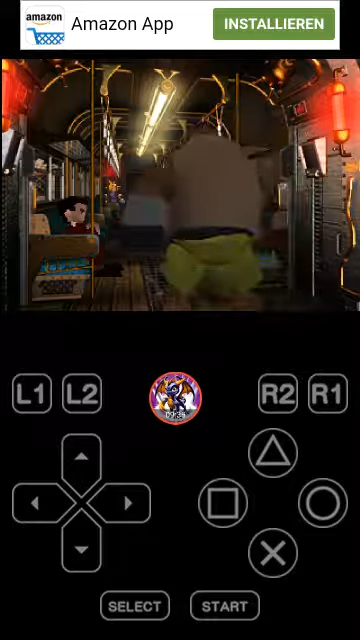 amazon
Amazon App
INSTALLIEREN
L1
L2
R2
R1
SELECT
START